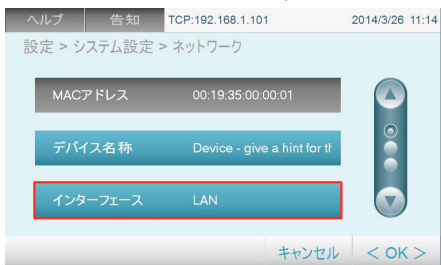 ヘルプ 告知 TCP:192.168.1.101 2014/3/26 11:14
設定 > システム設定 > ネットワーク
MACアドレス 00:19:35:00:00:01
デバイス名称 Device - give a hint for th
インターフェース LAN
キャンセル < OK >